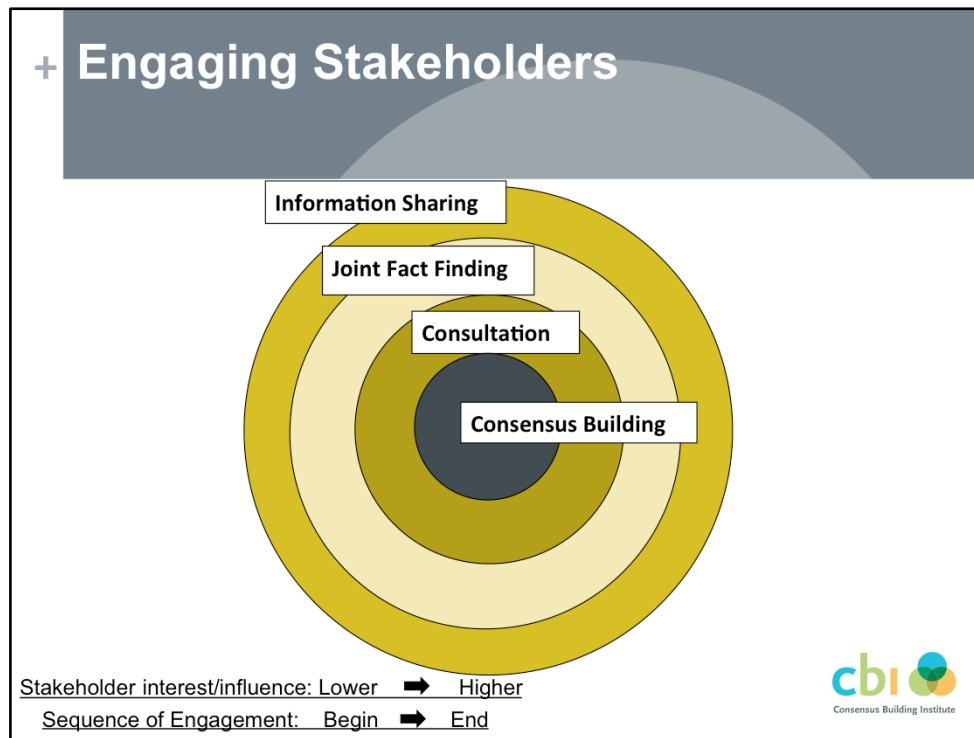 + Engaging Stakeholders
Information Sharing
Joint Fact Finding
Consultation
Consensus Building
Stakeholder interest/influence: Lower ➡ Higher
Sequence of Engagement: Begin ➡ End
cbi
Consensus Building Institute